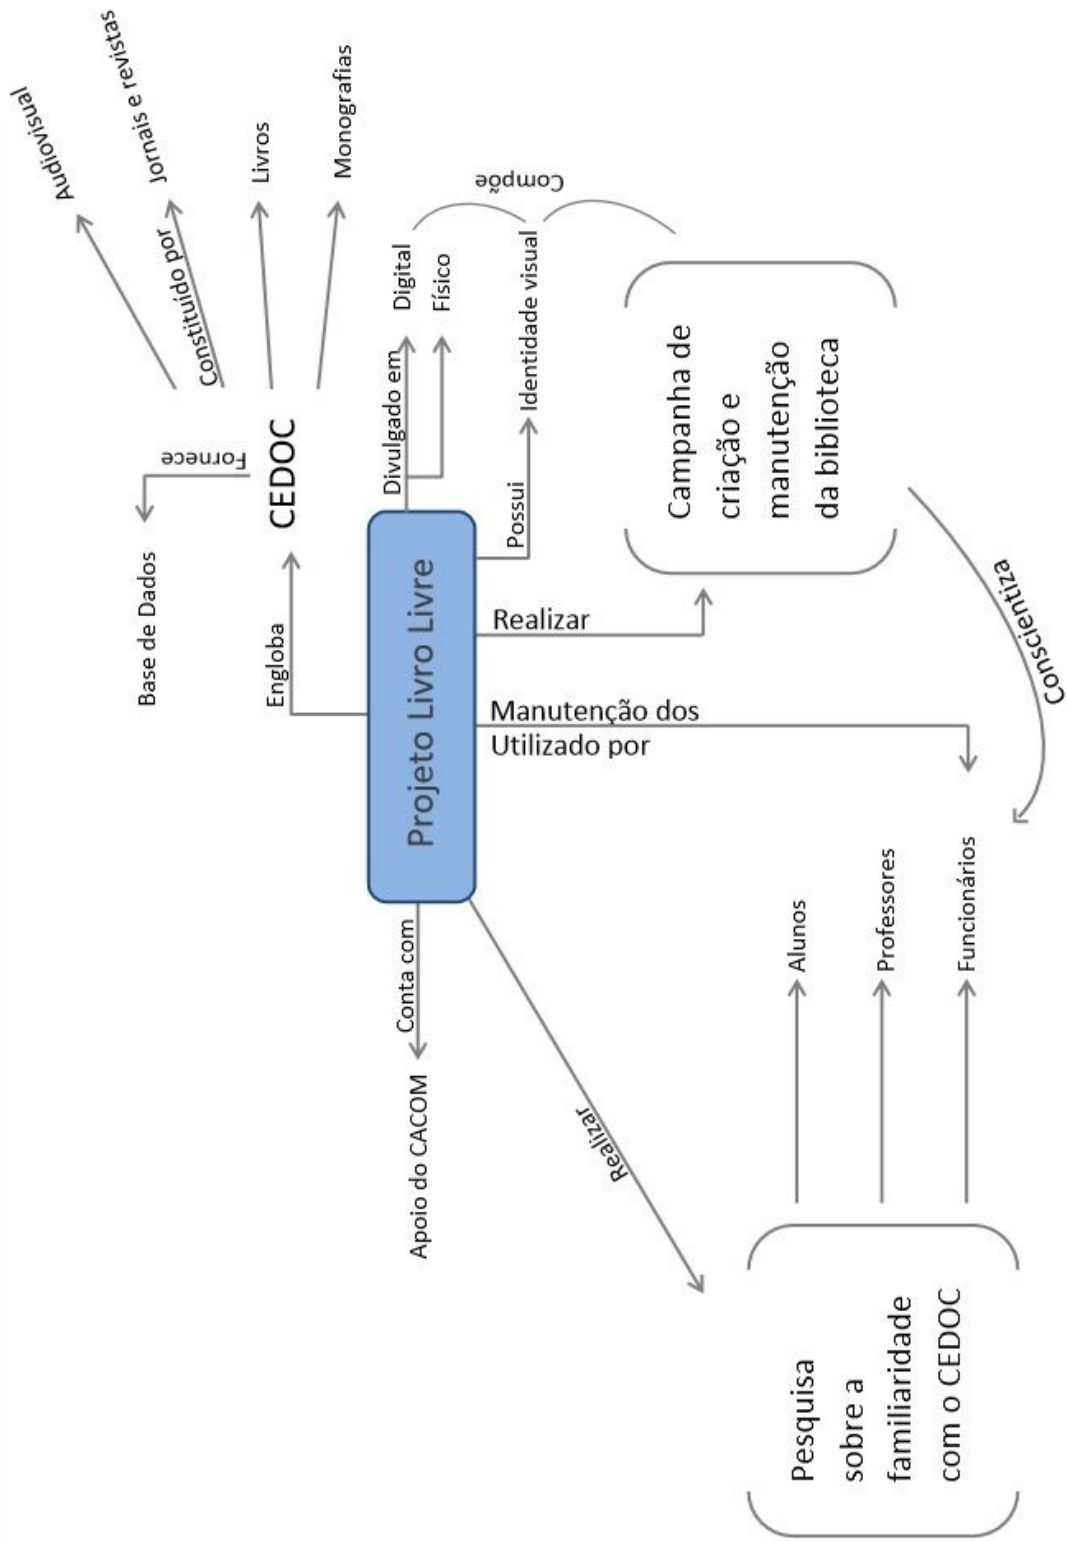 Audiovisual
Jornais e revistas
Livros
Monografias
Constituído por
Fornece
CEDOC
Base de Dados
Engloba
Divulgado em
Digital
Físico
Compõe
Possui
Identidade visual
Projeto Livro Livre
Realizar
Campanha de
criação e
manutenção
da biblioteca
Conscientiza
Manutenção dos
Utilizado por
Conta com
Apoio do CACOM
Realizar
Alunos
Professores
Funcionários
Pesquisa
sobre a
familiaridade
com o CEDOC